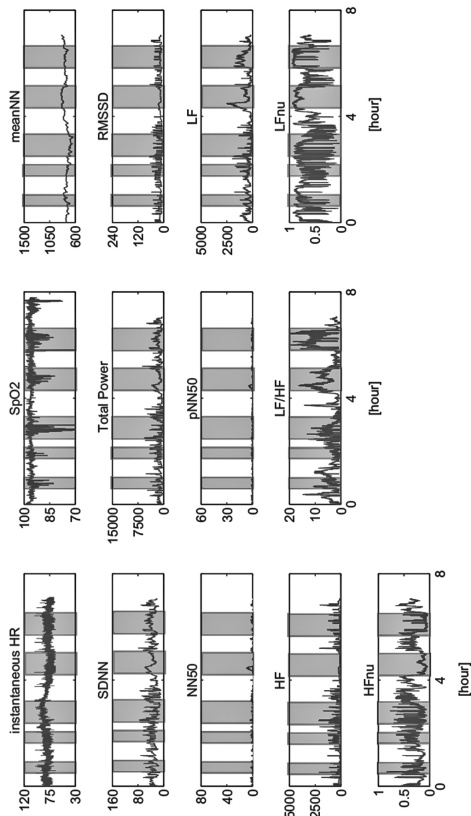 instantaneous HR
120
75
30
SpO2
100
85
70
meanNN
1500
1050
600
SDNN
160
80
0
Total Power
15000
7500
0
RMSSD
240
120
0
NN50
400
200
0
pNN50
60
30
0
LF
5000
2500
0
HF
5000
2500
0
LF/HF
20
10
0
0 4 8
[hour]
LFnu
1
0.5
0
0 4 8
[hour]
HFnu
1
0.5
0
0 4 8
[hour]